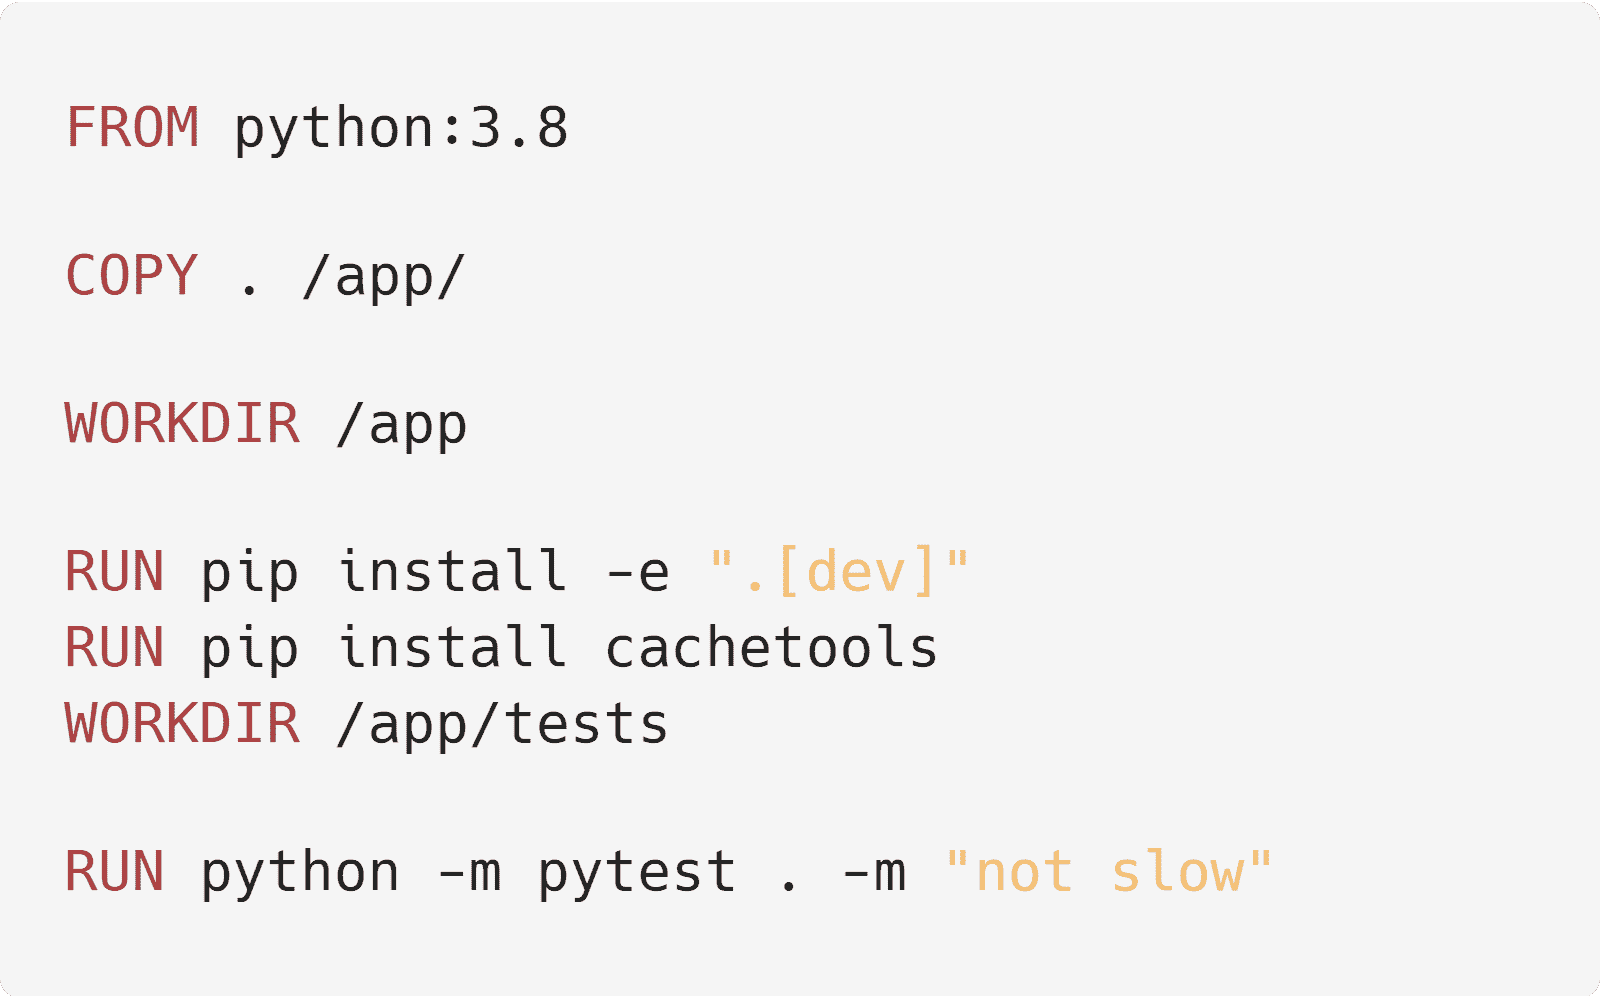 FROM python:3.8
COPY . /app/
WORKDIR /app
RUN pip install -e ".[dev]"
RUN pip install cachetools
WORKDIR /app/tests
RUN python -m pytest . -m "not slow"